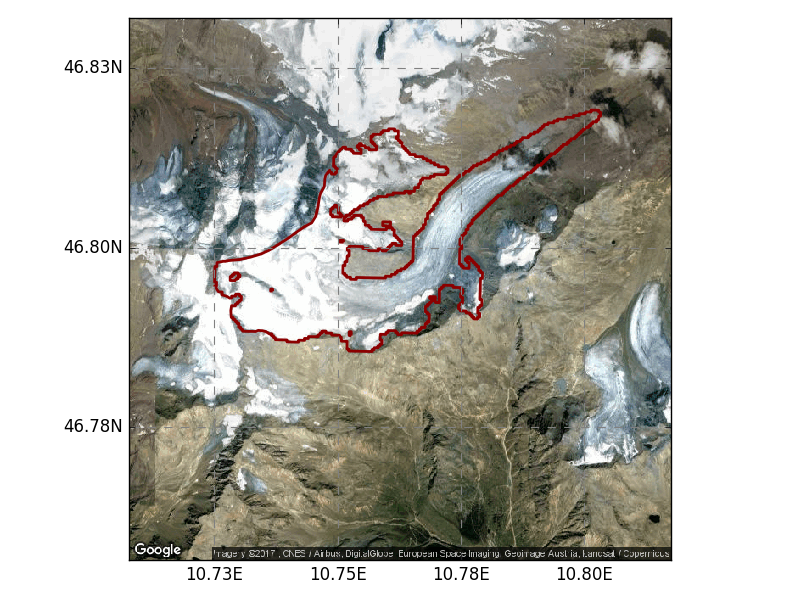 46.83N
46.80N
46.78N
Google
Imagery ©2017 , CNES / Airbus, DigitalGlobe, European Space Imaging, Geoimage Austria, Landsat / Copernicus
10.73E
10.75E
10.78E
10.80E